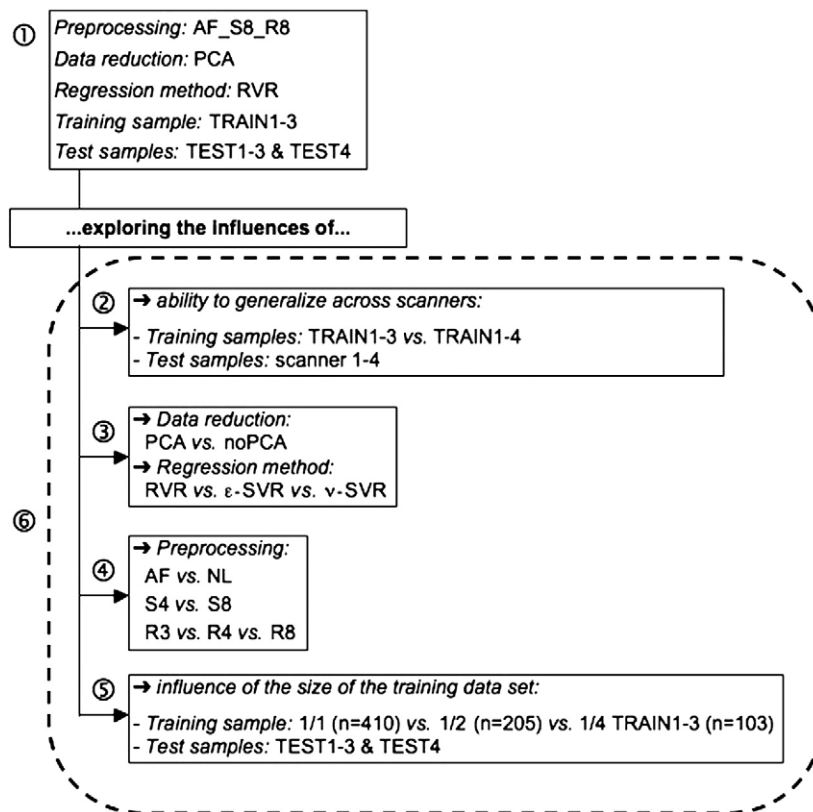 ①
Preprocessing: AF_S8_R8
Data reduction: PCA
Regression method: RVR
Training sample: TRAIN1-3
Test samples: TEST1-3 & TEST4
...exploring the Influences of...
②
➔ ability to generalize across scanners:
- Training samples: TRAIN1-3 vs. TRAIN1-4
- Test samples: scanner 1-4
③
➔ Data reduction:
PCA vs. noPCA
➔ Regression method:
RVR vs. ε-SVR vs. ν-SVR
⑥
④
➔ Preprocessing:
AF vs. NL
S4 vs. S8
R3 vs. R4 vs. R8
⑤
➔ influence of the size of the training data set:
- Training sample: 1/1 (n=410) vs. 1/2 (n=205) vs. 1/4 TRAIN1-3 (n=103)
- Test samples: TEST1-3 & TEST4